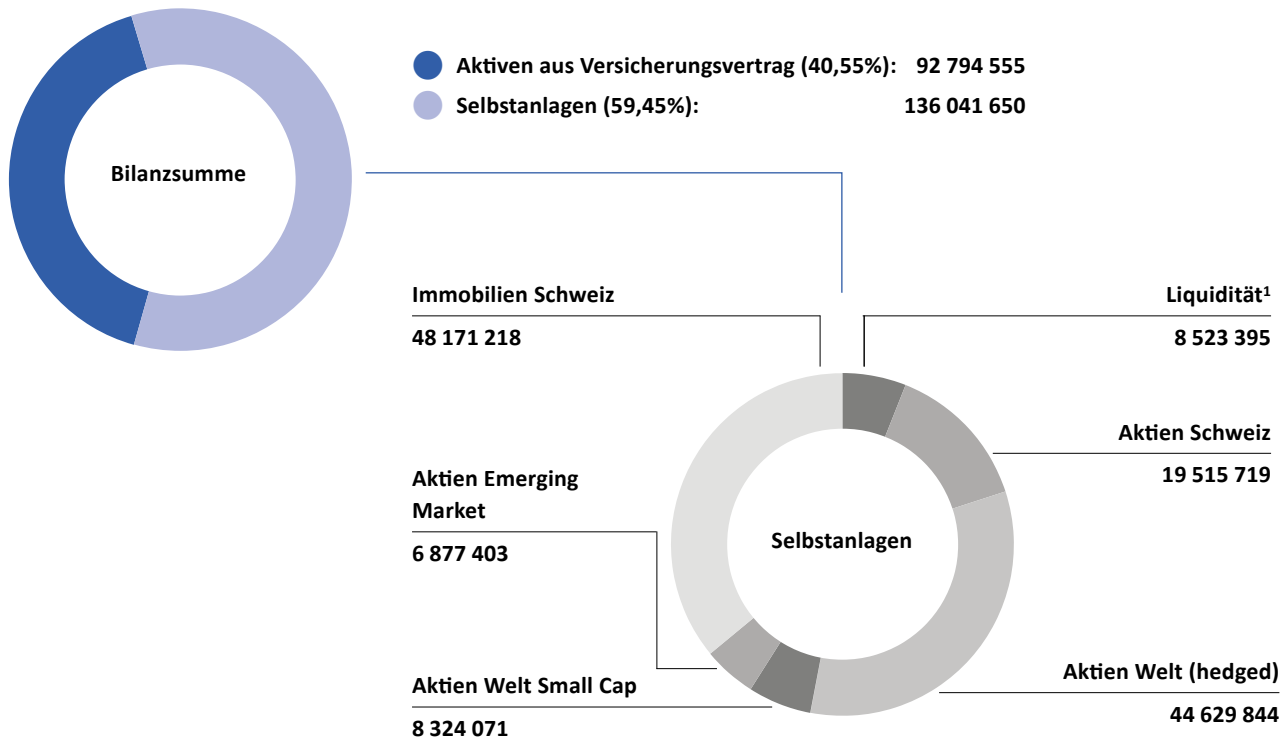 Aktiven aus Versicherungsvertrag (40,55%): 92 794 555
Selbstanlagen (59,45%): 136 041 650
Bilanzsumme
Immobilien Schweiz
48 171 218
Liquidität¹
8 523 395
Aktien Schweiz
19 515 719
Aktien Emerging
Market
6 877 403
Selbstanlagen
Aktien Welt Small Cap
8 324 071
Aktien Welt (hedged)
44 629 844